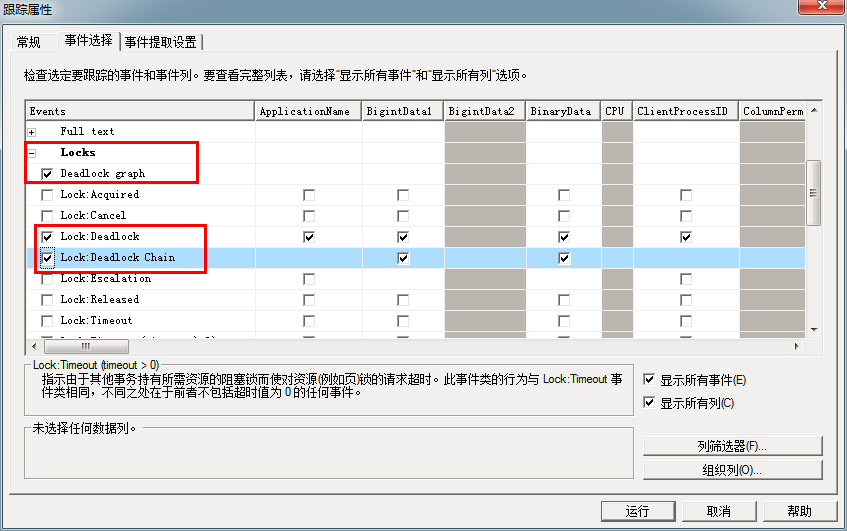 跟踪属性
常规 事件选择 事件提取设置
检查选定要跟踪的事件和事件列。要查看完整列表，请选择"显示所有事件"和"显示所有列"选项。
Events ApplicationName BigintData1 BigintData2 BinaryData CPU ClientProcessID ColumnPerm
Full text
Locks
Deadlock graph
Lock:Acquired
Lock:Cancel
Lock:Deadlock
Lock:Deadlock Chain
Lock:Escalation
Lock:Released
Lock:Timeout
Lock:Timeout (timeout > 0)
指示由于其他事务持有所需资源的阻塞锁而使对资源(例如页)锁的请求超时。此事件类的行为与 Lock:Timeout 事
件类相同，不同之处在于前者不包括超时值为 0 的任何事件。
显示所有事件(E)
显示所有列(C)
未选择任何数据列。
列筛选器(F)...
组织列(O)...
运行 取消 帮助